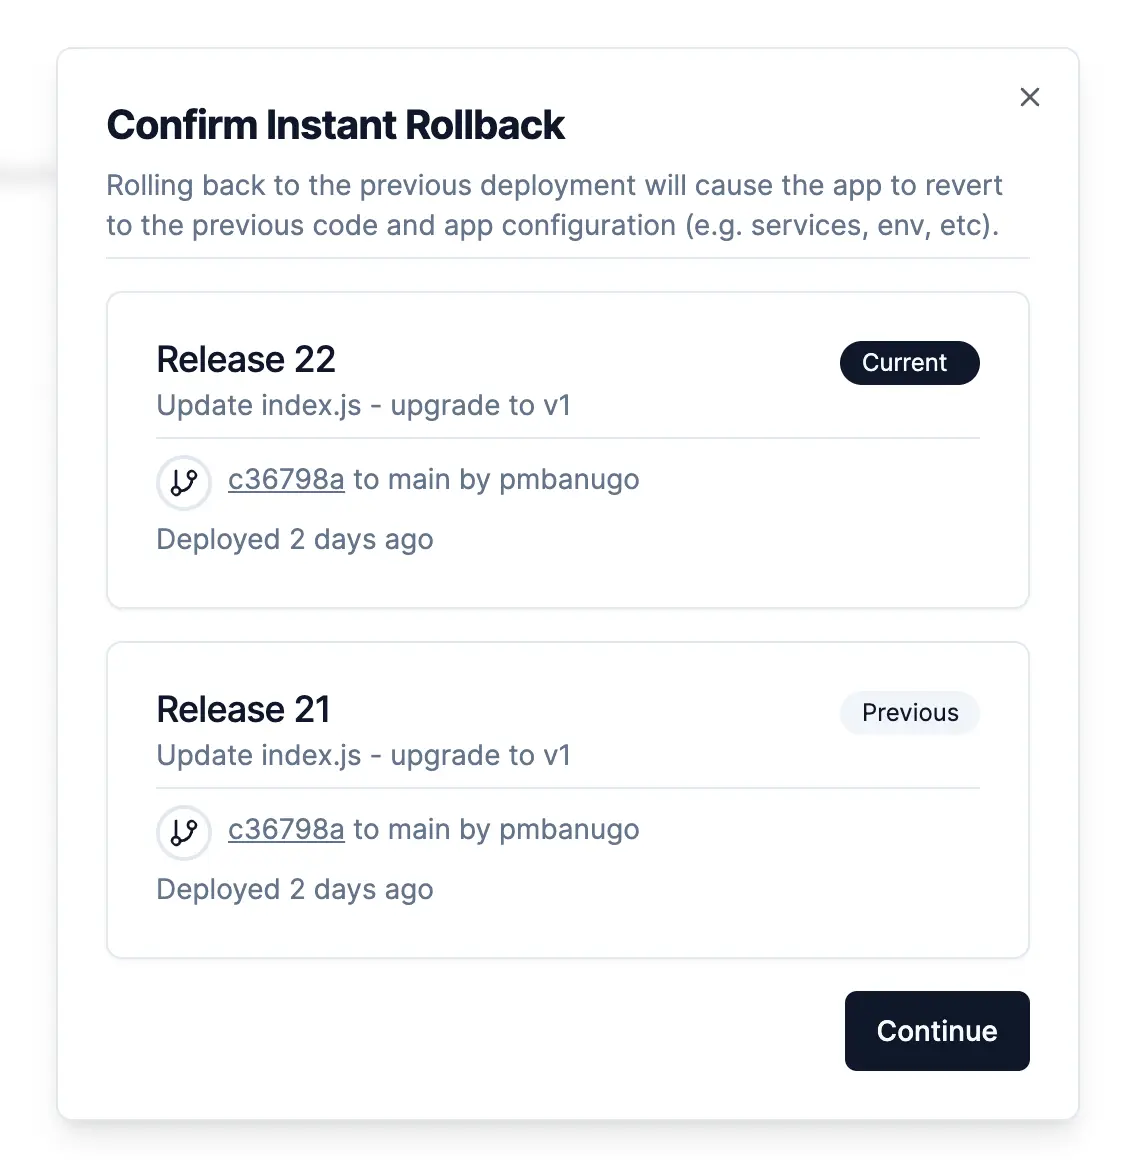 Confirm Instant Rollback
Rolling back to the previous deployment will cause the app to revert
to the previous code and app configuration (e.g. services, env, etc).
Release 22
Current
Update index.js - upgrade to v1
c36798a to main by pmbanugo
Deployed 2 days ago
Release 21
Previous
Update index.js - upgrade to v1
c36798a to main by pmbanugo
Deployed 2 days ago
Continue